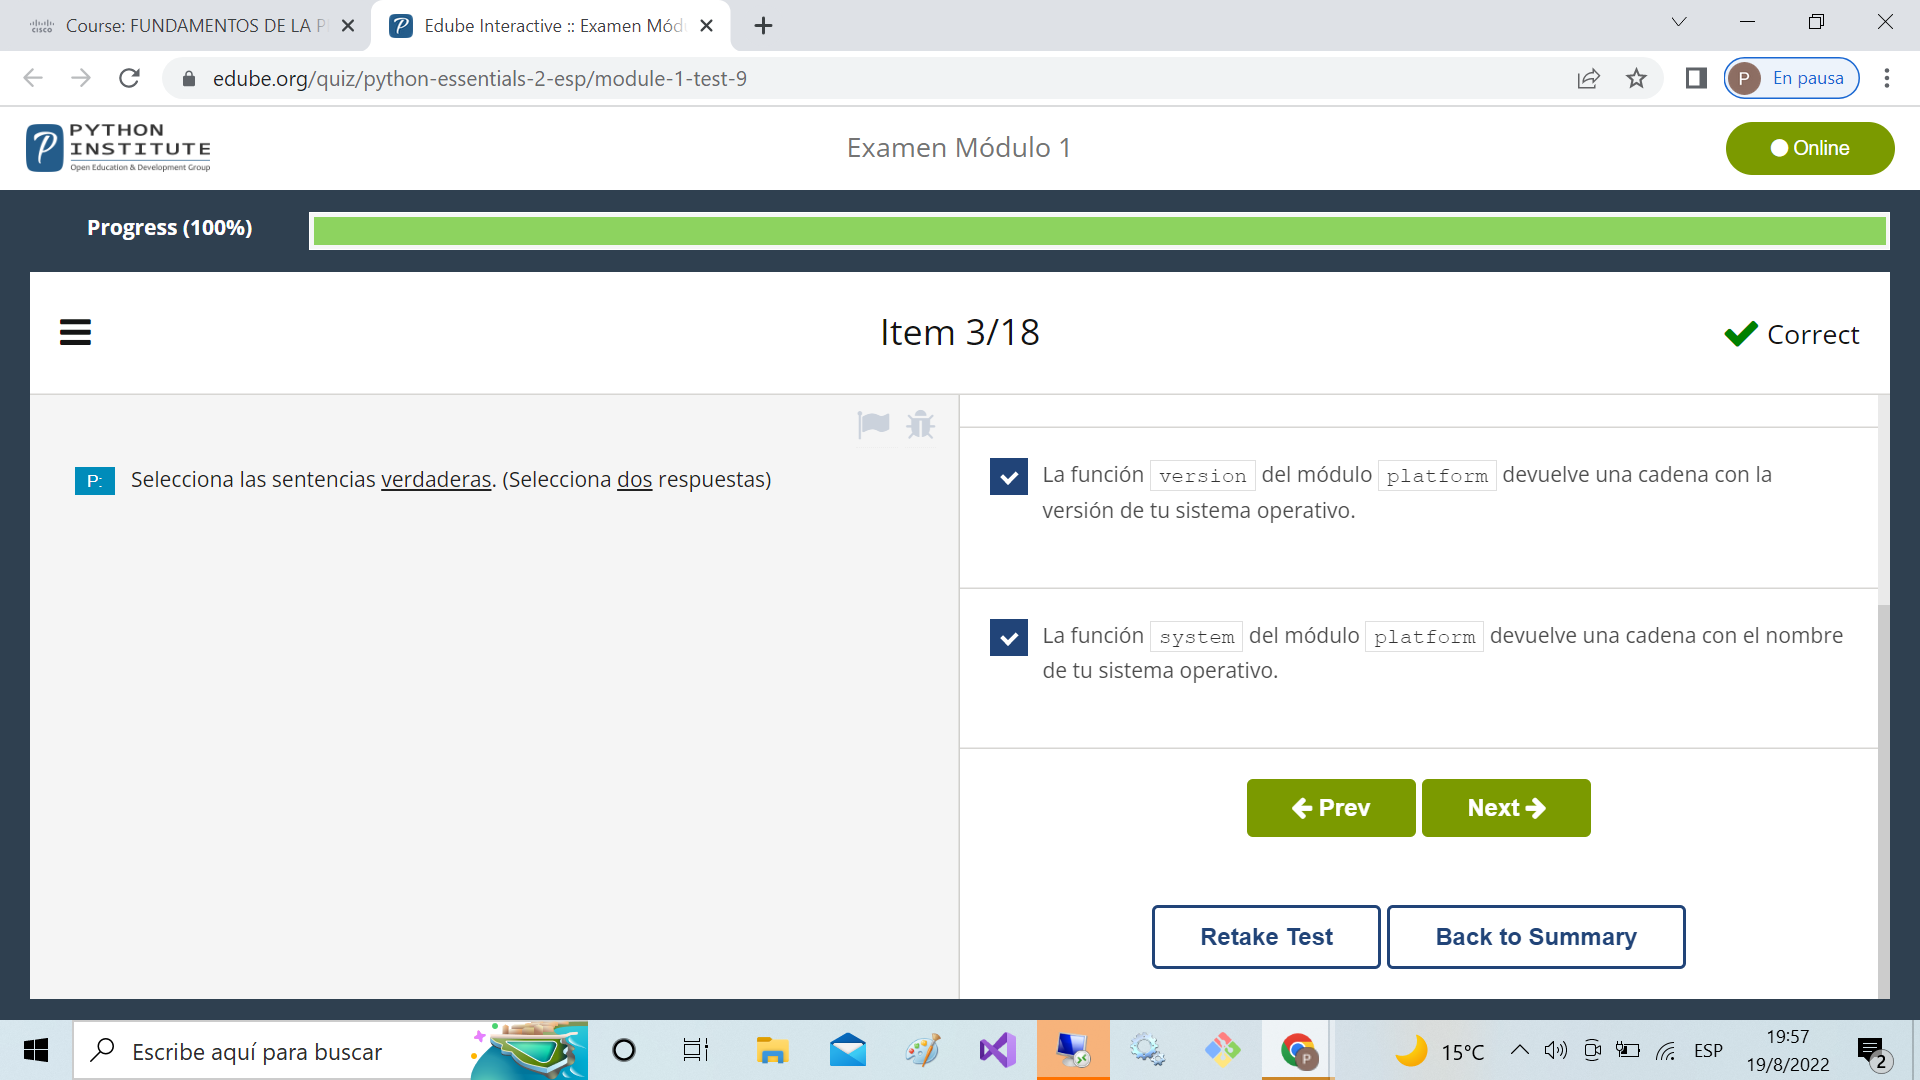 Course: FUNDAMENTOS DE LA P
Edube Interactive :: Examen Mód
edube.org/quiz/python-essentials-2-esp/module-1-test-9
P En pausa
PYTHON
INSTITUTE
Open Education & Development Group
Examen Módulo 1
Online
Progress (100%)
Item 3/18
Correct
P: Selecciona las sentencias verdaderas. (Selecciona dos respuestas)
La función version del módulo platform devuelve una cadena con la
versión de tu sistema operativo.
La función system del módulo platform devuelve una cadena con el nombre
de tu sistema operativo.
Prev
Next
Retake Test
Back to Summary
Escribe aquí para buscar
P
15°C
ESP
19:57
19/8/2022
2